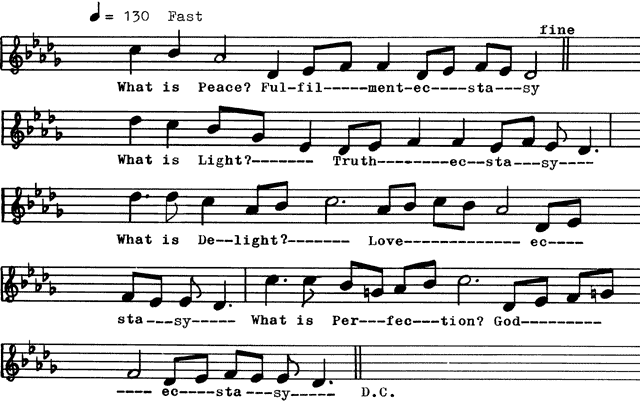 ♩= 130 Fast
fine
What is Peace? Ful-fil-----ment-ec---sta--sy
What is Light?------- Truth--------ec--sta--sy----
What is De--light?------- Love------------- ec----
sta---sy----- What is Per---fec---tion? God---------
---- ec----sta ---sy----- D.C.